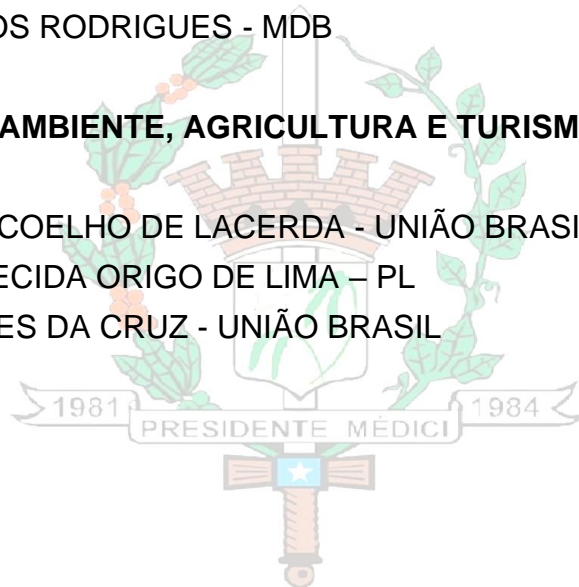 OS RODRIGUES - MDB
AMBIENTE, AGRICULTURA E TURISM
COELHO DE LACERDA - UNIÃO BRASI
ECIDA ORIGO DE LIMA – PL
ES DA CRUZ - UNIÃO BRASIL
1981 PRESIDENTE MÉDICI 1984